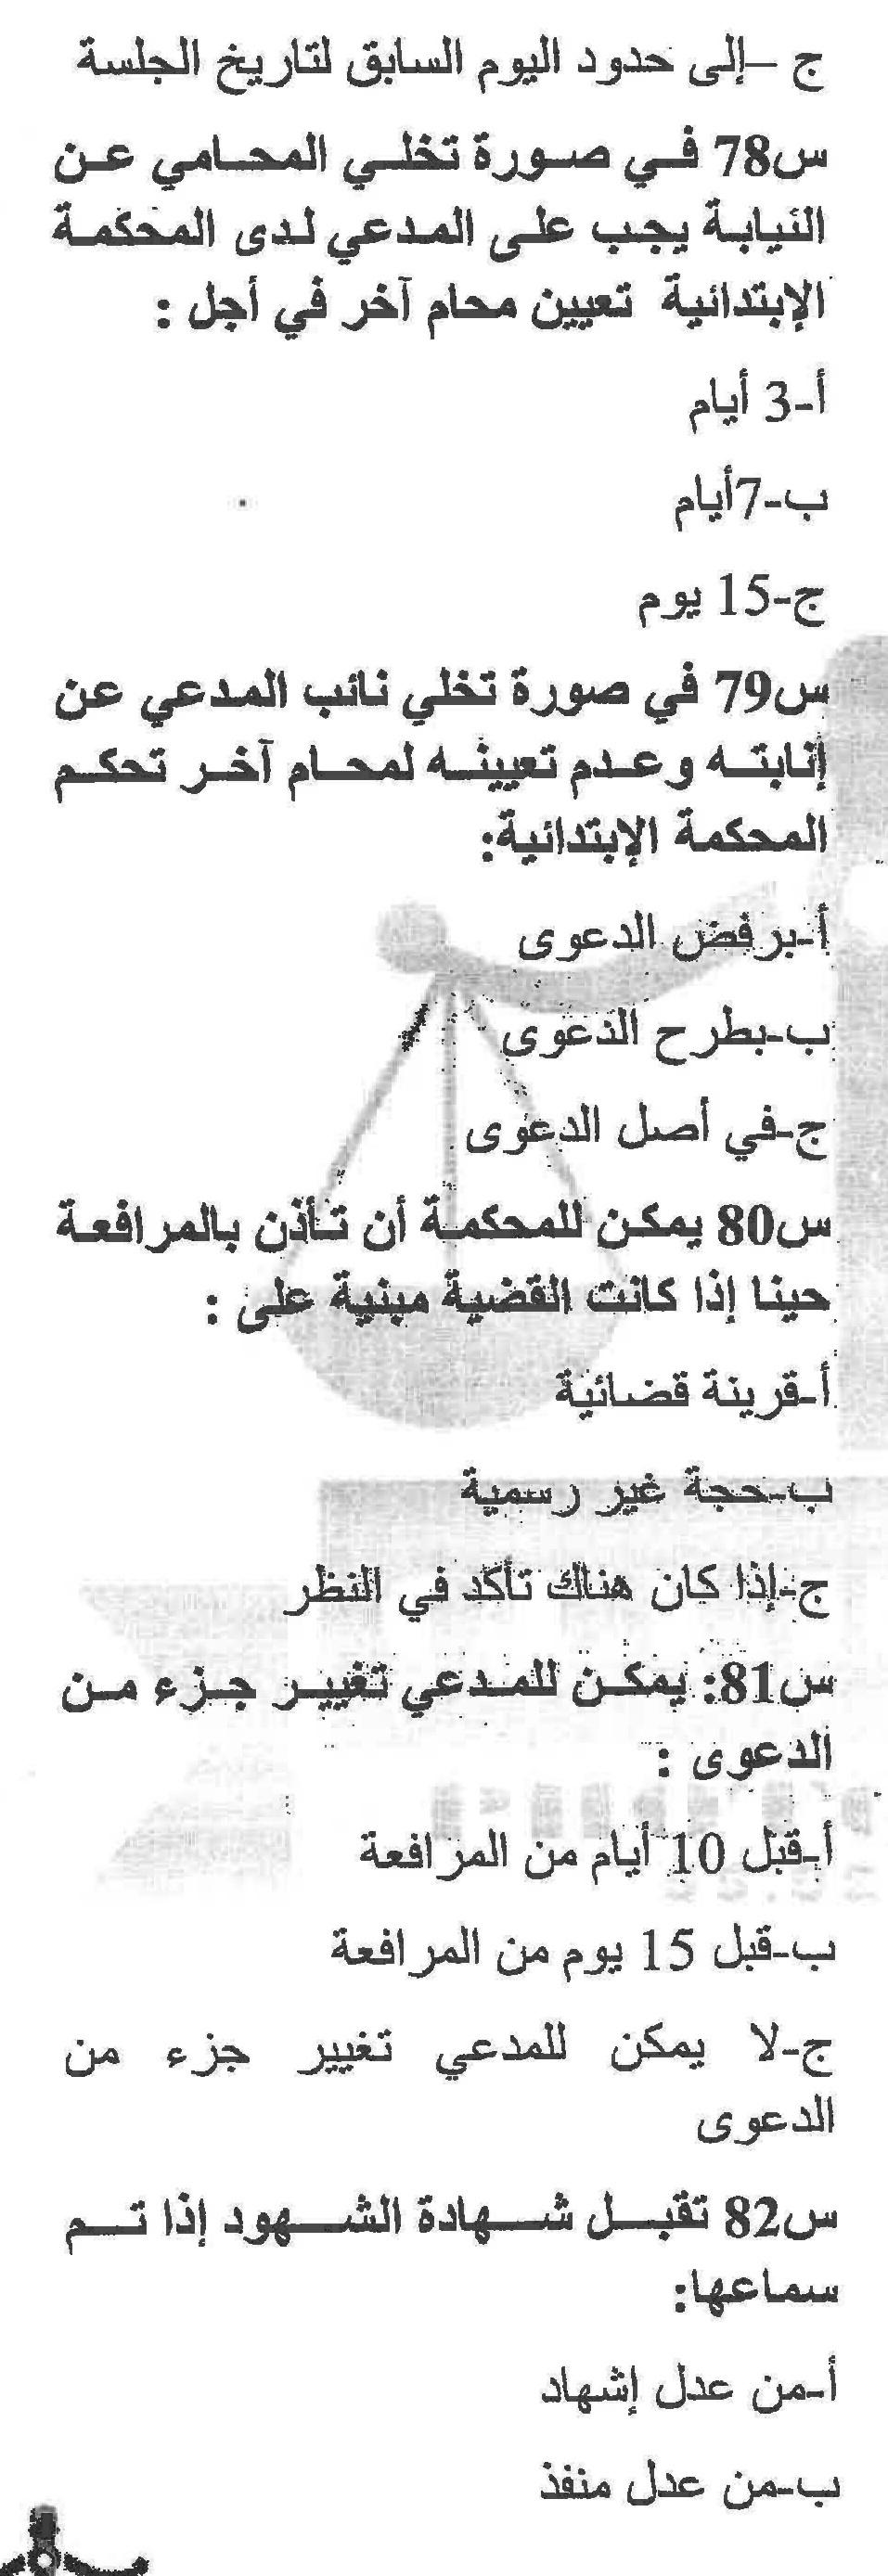 ج –إلى حدود اليوم السابق لتاريخ الجلسة
س78 في صورة تخلي المحامي عن
النيابة يجب على المدعي لدى المحكمة
الإبتدائية تعيين محام آخر في أجل :
أ-3 أيام
ب-7أيام
ج-15 يوم
س79 في صورة تخلي نائب المدعي عن
إنابته وعدم تعيينه لمحام آخر تحكم
المحكمة الإبتدائية:
أ-برفض الدعوى
ب-بطرح الدعوى
ج-في أصل الدعوى
س80 يمكن للمحكمة أن تأذن بالمرافعة
حينا إذا كانت القضية مبنية على :
أ-قرينة قضائية
ب-حجة غير رسمية
ج-إذا كان هناك تأكد في النظر
س81: يمكن للمدعي تغيير جزء من
الدعوى :
أ-قبل 10 أيام من المرافعة
ب-قبل 15 يوم من المرافعة
ج-لا يمكن للمدعي تغيير جزء من
الدعوى
س82 تقبل شهادة الشهود إذا تم
سماعها:
أ-من عدل إشهاد
ب-من عدل منفذ